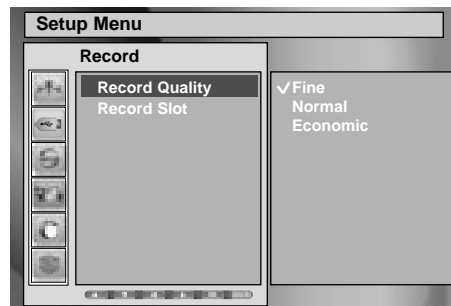 Setup Menu
Record
Record Quality
Record Slot
✓Fine
Normal
Economic